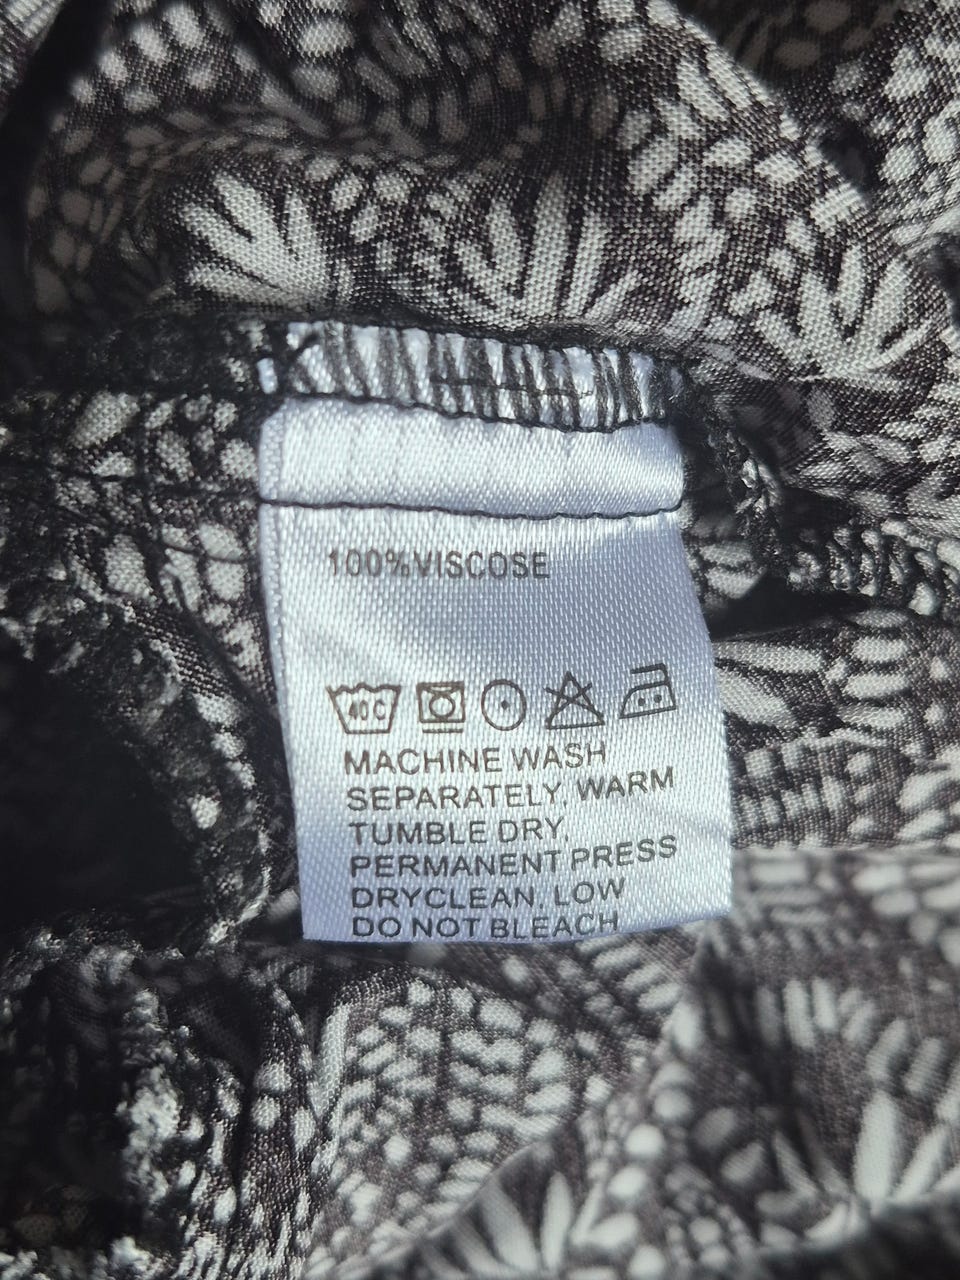 100%VISCOSE
40C
MACHINE WASH
SEPARATELY, WARM
TUMBLE DRY,
PERMANENT PRESS
DRYCLEAN, LOW
DO NOT BLEACH